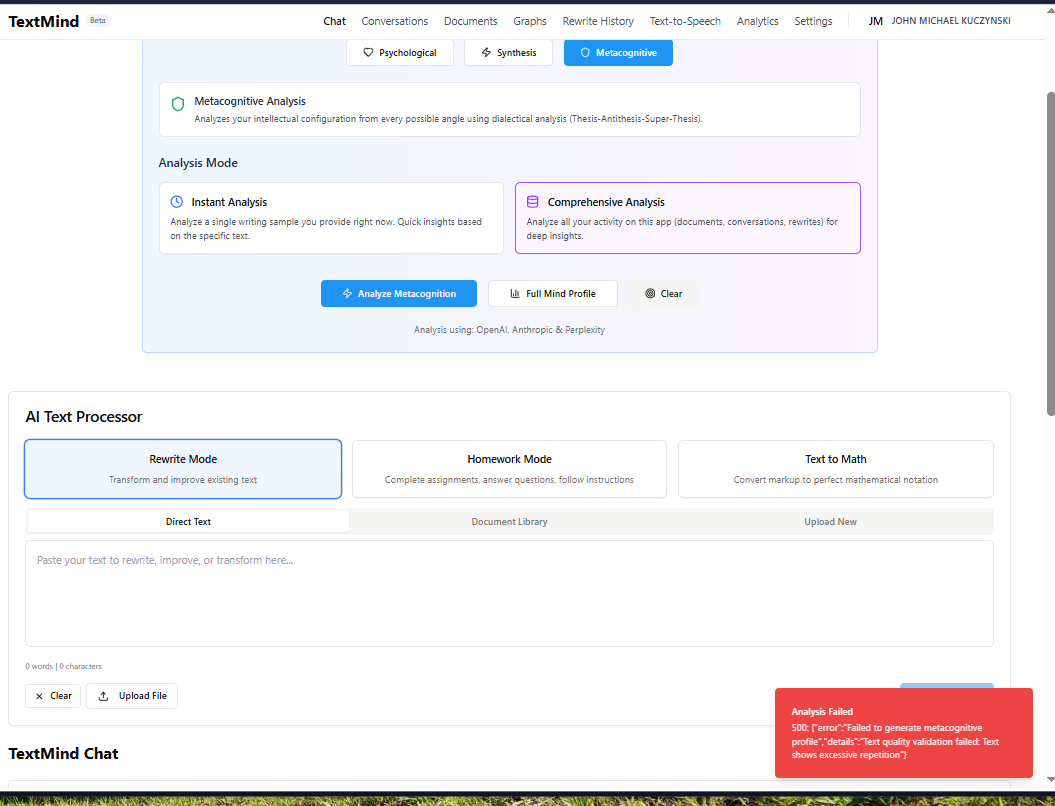 TextMind Beta Chat Conversations Documents Graphs Rewrite History Text-to-Speech Analytics Settings JM JOHN MICHAEL KUCZYNSKI
Psychological Synthesis Metacognitive
Metacognitive Analysis
Analyzes your intellectual configuration from every possible angle using dialectical analysis (Thesis-Antithesis-Super-Thesis).
Analysis Mode
Instant Analysis
Analyze a single writing sample you provide right now. Quick insights based
on the specific text.
Comprehensive Analysis
Analyze all your activity on this app (documents, conversations, rewrites) for
deep insights.
Analyze Metacognition Full Mind Profile Clear
Analysis using: OpenAI, Anthropic & Perplexity
AI Text Processor
Rewrite Mode
Transform and improve existing text
Homework Mode
Complete assignments, answer questions, follow instructions
Text to Math
Convert markup to perfect mathematical notation
Direct Text Document Library Upload New
Paste your text to rewrite, improve, or transform here...
0 words | 0 characters
Clear Upload File
Analysis Failed
500: {"error":"Failed to generate metacognitive
profile","details":"Text quality validation failed: Text
shows excessive repetition"}
TextMind Chat